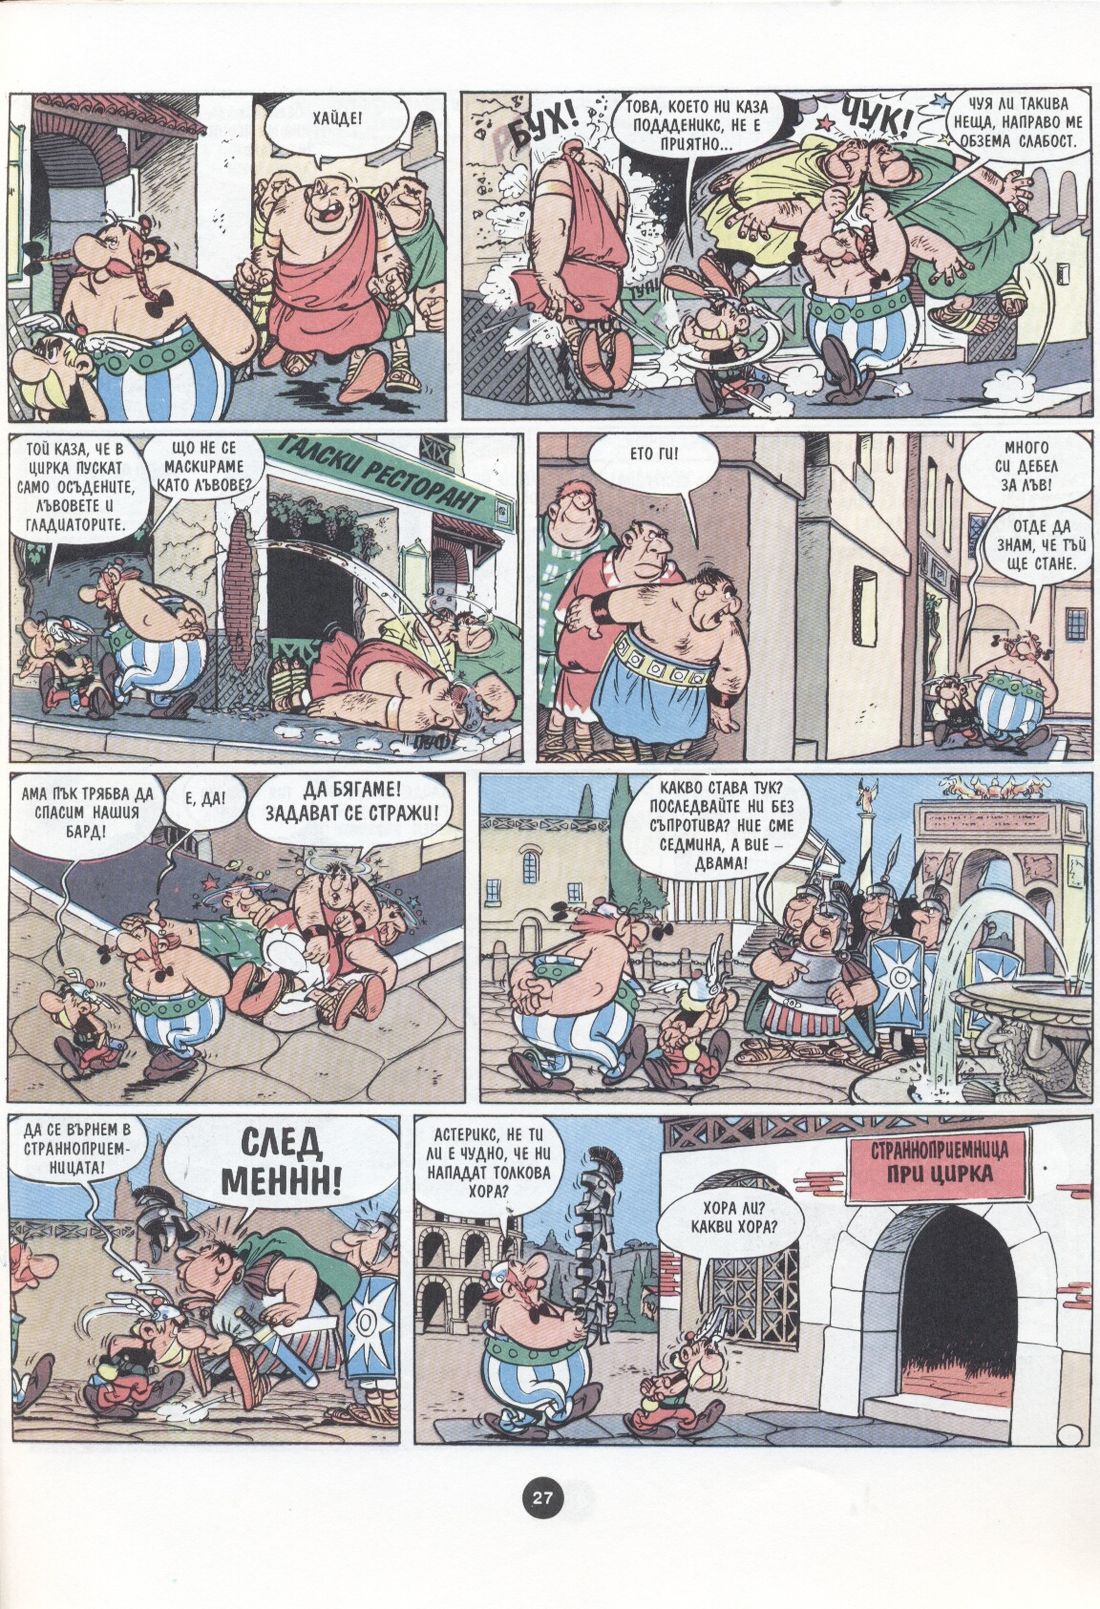 ХАЙДЕ!
БУХ!
ТОВА, КОЕТО НИ КАЗА
ПОДАДЕНИКС, НЕ Е
ПРИЯТНО...
ЧУК!
ЧУЯ ЛИ ТАКИВА
НЕЩА, НАПРАВО МЕ
ОБЗЕМА СЛАБОСТ.
ТУП!
ТОЙ КАЗА, ЧЕ В
ЦИРКА ПУСКАТ
САМО ОСЪДЕНИТЕ,
ЛЪВОВЕТЕ И
ГЛАДИАТОРИТЕ.
ЩО НЕ СЕ
МАСКИРАМЕ
КАТО ЛЪВОВЕ?
ГАЛСКИ РЕСТОРАНТ
ПУФ!
ЕТО ГИ!
МНОГО
СИ ДЕБЕЛ
ЗА ЛЪВ!
ОТДЕ ДА
ЗНАМ, ЧЕ ТЪЙ
ЩЕ СТАНЕ.
АМА ПЪК ТРЯБВА ДА
СПАСИМ НАШИЯ
БАРД!
Е, ДА!
ДА БЯГАМЕ!
ЗАДАВАТ СЕ СТРАЖИ!
КАКВО СТАВА ТУК?
ПОСЛЕДВАЙТЕ НИ БЕЗ
СЪПРОТИВА? НИЕ СМЕ
СЕДМИНА, А ВИЕ –
ДВАМА!
ДА СЕ ВЪРНЕМ В
СТРАННОПРИЕМ-
НИЦАТА!
СЛЕД
МЕННН!
АСТЕРИКС, НЕ ТИ
ЛИ Е ЧУДНО, ЧЕ НИ
НАПАДАТ ТОЛКОВА
ХОРА?
ХОРА ЛИ?
КАКВИ ХОРА?
СТРАННОПРИЕМНИЦА
ПРИ ЦИРКА
27